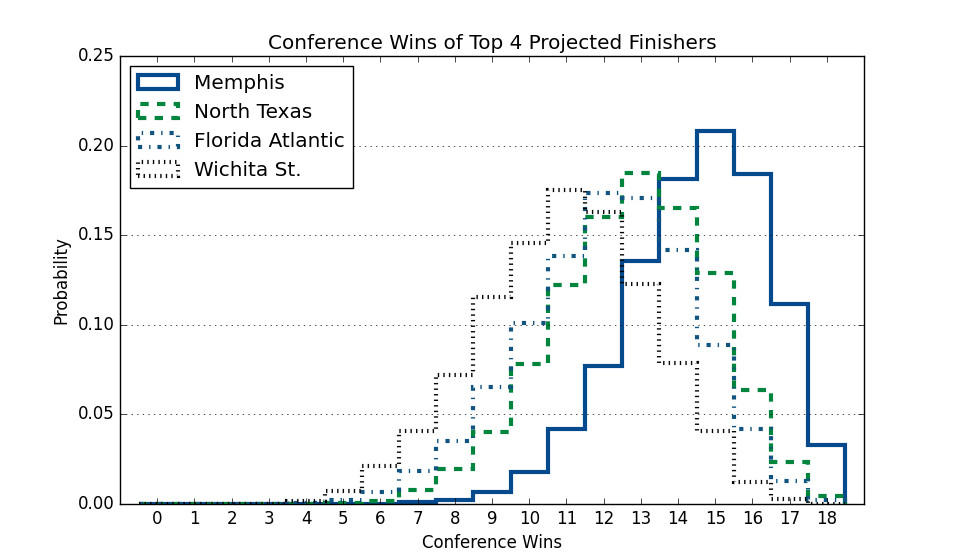 Conference Wins of Top 4 Projected Finishers
0.25
0.20
0.15
0.10
0.05
0.00
Probability
Memphis
North Texas
Florida Atlantic
Wichita St.
0 1 2 3 4 5 6 7 8 9 10 11 12 13 14 15 16 17 18
Conference Wins